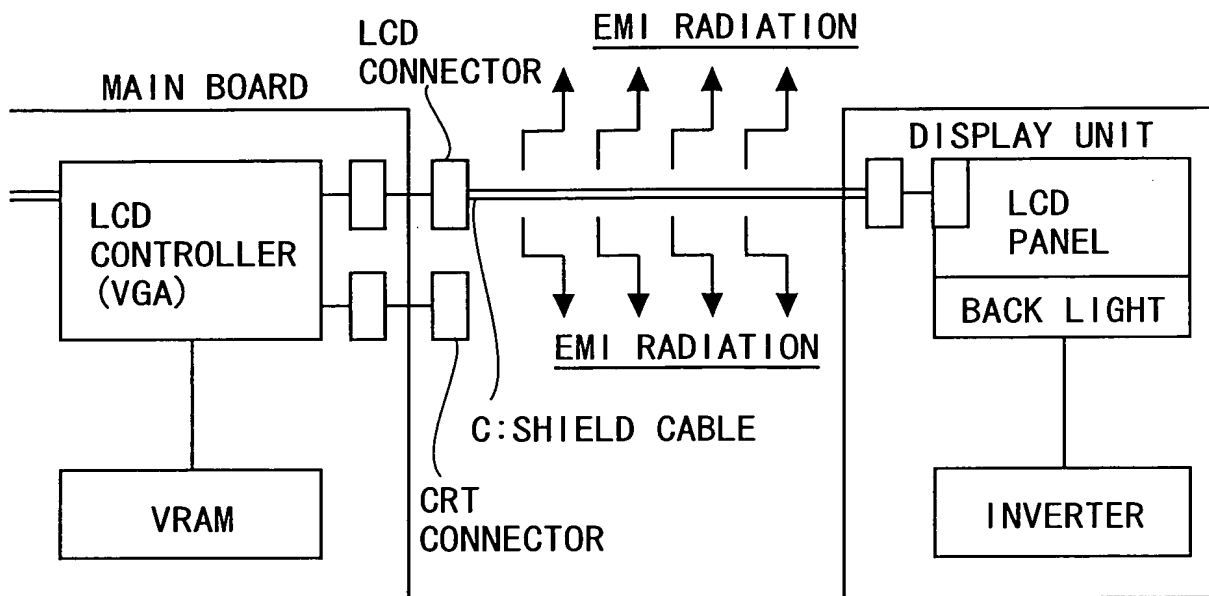 EMI RADIATION
LCD
CONNECTOR
MAIN BOARD
DISPLAY UNIT
LCD
CONTROLLER
(VGA)
LCD
PANEL
BACK LIGHT
EMI RADIATION
C:SHIELD CABLE
VRAM
CRT
CONNECTOR
INVERTER